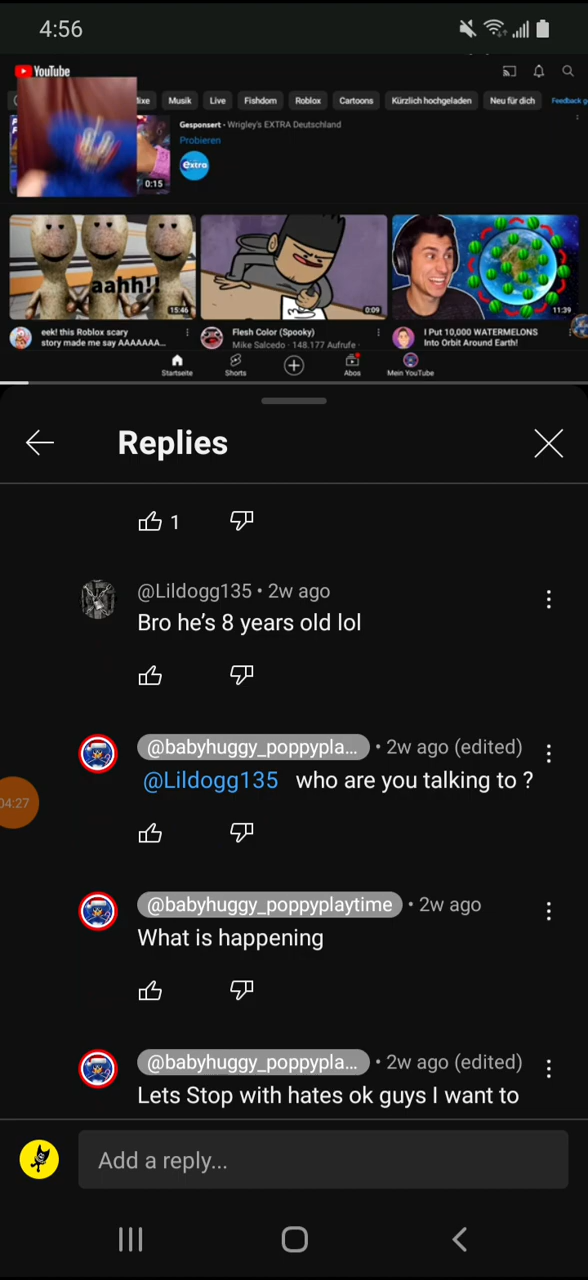 4:56
YouTube
Mixe
Musik
Live
Fishdom
Roblox
Cartoons
Kürzlich hochgeladen
Neu für dich
Feedback
Gesponsert • Wrigley's EXTRA Deutschland
Probieren
extra
0:15
aahh!!
15:46
0:09
11:39
eek! this Roblox scary
story made me say AAAAAAA...
Flesh Color (Spooky)
Mike Salcedo · 148.177 Aufrufe ·
I Put 10,000 WATERMELONS
Into Orbit Around Earth!
Startseite
Shorts
Abos
Mein YouTube
Replies
1
@Lildogg135 • 2w ago
Bro he's 8 years old lol
@babyhuggy_poppypla... • 2w ago (edited)
@Lildogg135 who are you talking to ?
04:27
@babyhuggy_poppyplaytime • 2w ago
What is happening
@babyhuggy_poppypla... • 2w ago (edited)
Lets Stop with hates ok guys I want to
Add a reply...